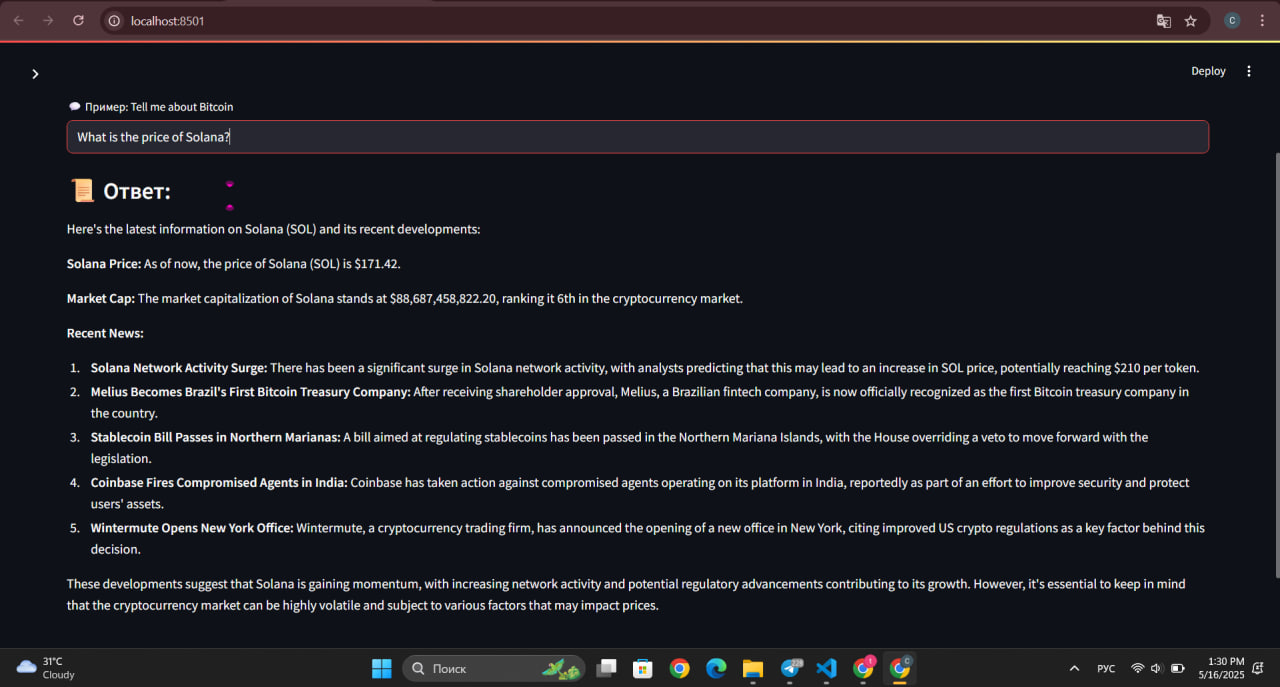 localhost:8501
C
Deploy
Пример: Tell me about Bitcoin
What is the price of Solana?
Ответ:
Here's the latest information on Solana (SOL) and its recent developments:
Solana Price: As of now, the price of Solana (SOL) is $171.42.
Market Cap: The market capitalization of Solana stands at $88,687,458,822.20, ranking it 6th in the cryptocurrency market.
Recent News:
1. Solana Network Activity Surge: There has been a significant surge in Solana network activity, with analysts predicting that this may lead to an increase in SOL price, potentially reaching $210 per token.
2. Melius Becomes Brazil's First Bitcoin Treasury Company: After receiving shareholder approval, Melius, a Brazilian fintech company, is now officially recognized as the first Bitcoin treasury company in
the country.
3. Stablecoin Bill Passes in Northern Marianas: A bill aimed at regulating stablecoins has been passed in the Northern Mariana Islands, with the House overriding a veto to move forward with the
legislation.
4. Coinbase Fires Compromised Agents in India: Coinbase has taken action against compromised agents operating on its platform in India, reportedly as part of an effort to improve security and protect
users' assets.
5. Wintermute Opens New York Office: Wintermute, a cryptocurrency trading firm, has announced the opening of a new office in New York, citing improved US crypto regulations as a key factor behind this
decision.
These developments suggest that Solana is gaining momentum, with increasing network activity and potential regulatory advancements contributing to its growth. However, it's essential to keep in mind
that the cryptocurrency market can be highly volatile and subject to various factors that may impact prices.
31°C
Cloudy
Поиск
РУС
1:30 PM
5/16/2025